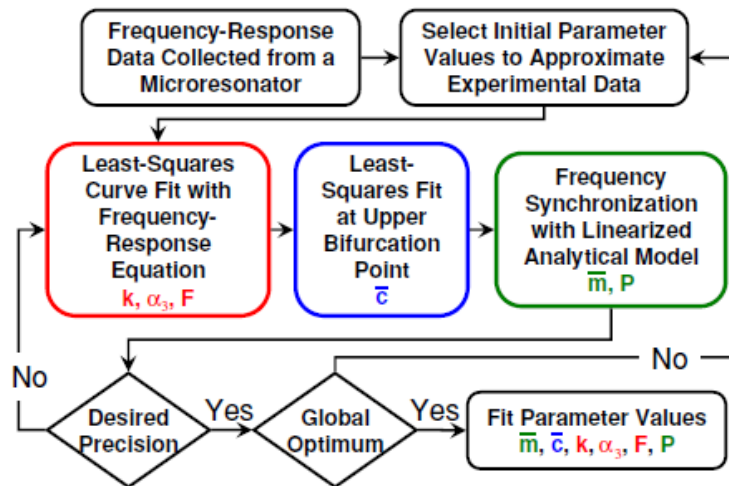 Frequency-Response
Data Collected from a
Microresonator
Select Initial Parameter
Values to Approximate
Experimental Data
Least-Squares
Curve Fit with
Frequency-
Response
Equation
k, α₃, F
Least-
Squares Fit
at Upper
Bifurcation
Point
c̅
Frequency
Synchronization
with Linearized
Analytical Model
m̅, P
No
Desired
Precision
Yes
Global
Optimum
Yes
No
Fit Parameter Values
m̅, c̅, k, α₃, F, P